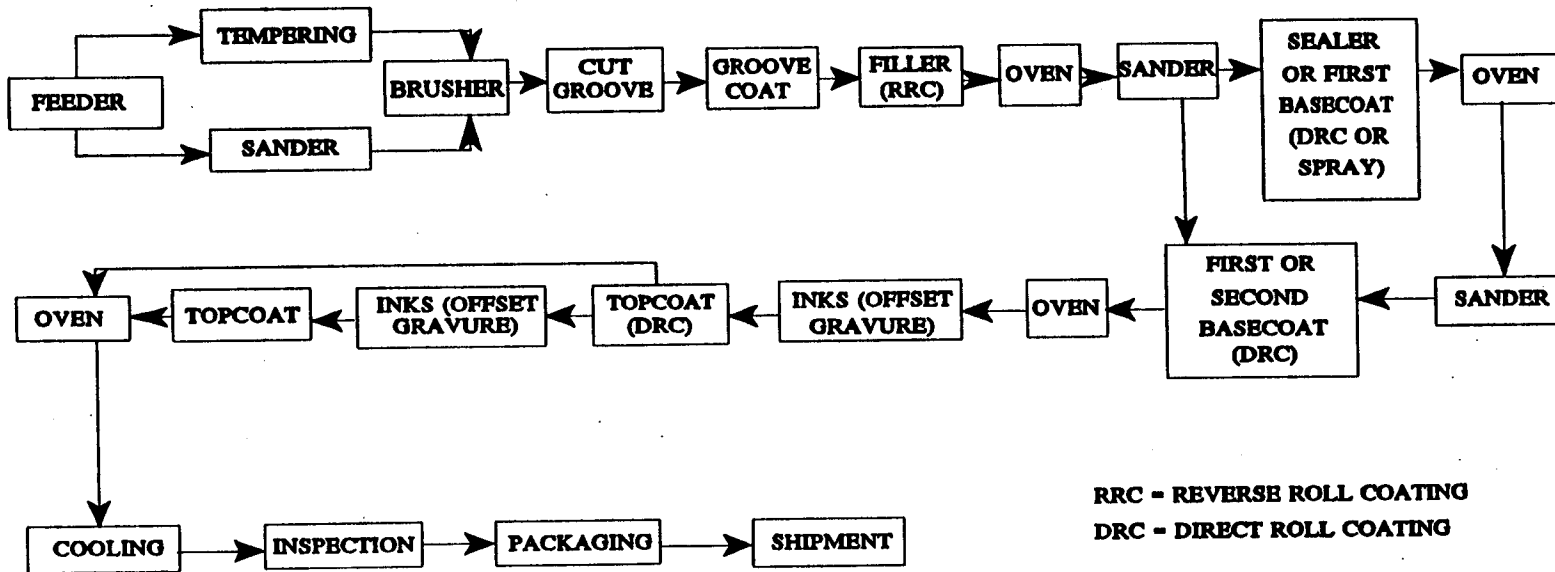 TEMPERING
FEEDER
SANDER
BRUSHER
CUT
GROOVE
GROOVE
COAT
FILLER
(RRC)
OVEN
SANDER
SEALER
OR FIRST
BASECOAT
(DRC OR
SPRAY)
OVEN
SANDER
FIRST OR
SECOND
BASECOAT
(DRC)
OVEN
INKS (OFFSET
GRAVURE)
TOPCOAT
(DRC)
INKS (OFFSET
GRAVURE)
TOPCOAT
OVEN
COOLING
INSPECTION
PACKAGING
SHIPMENT
RRC = REVERSE ROLL COATING
DRC = DIRECT ROLL COATING